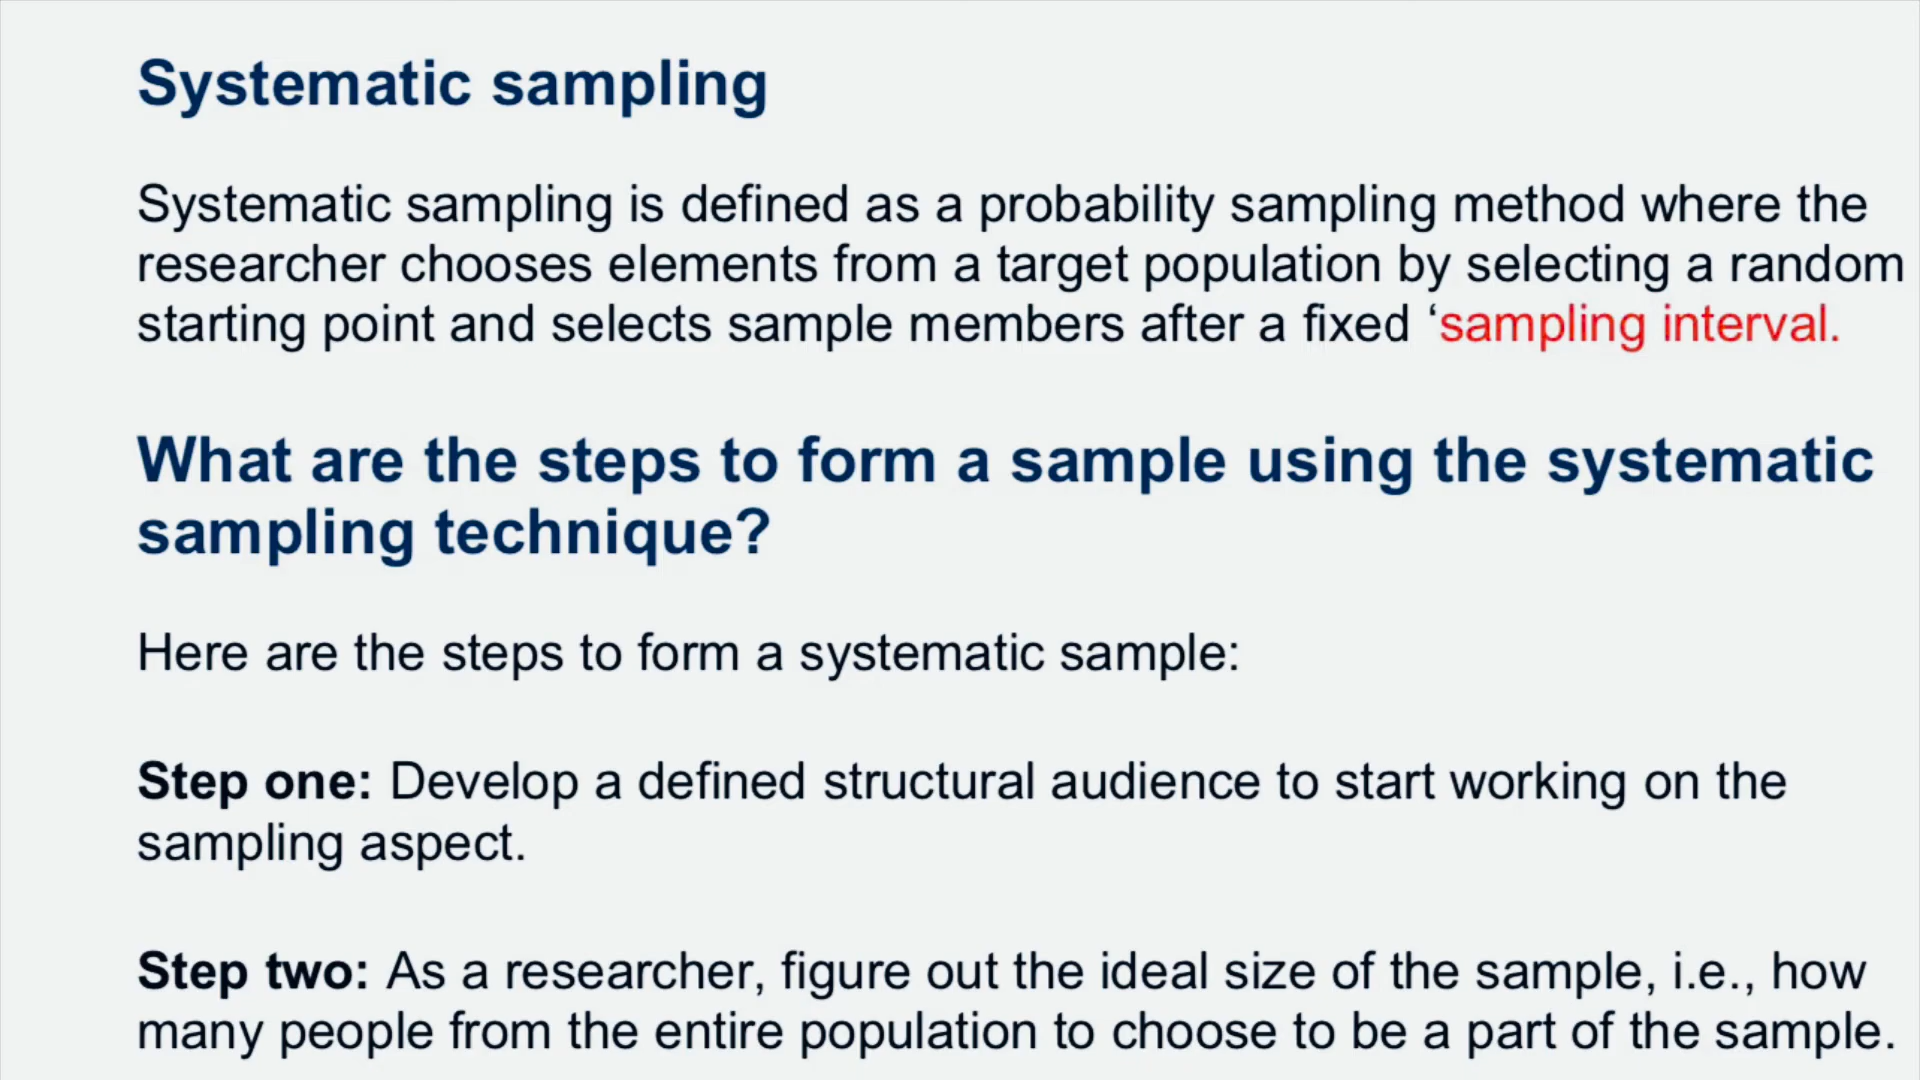 Systematic sampling
Systematic sampling is defined as a probability sampling method where the
researcher chooses elements from a target population by selecting a random
starting point and selects sample members after a fixed ‘sampling interval.
What are the steps to form a sample using the systematic
sampling technique?
Here are the steps to form a systematic sample:
Step one: Develop a defined structural audience to start working on the
sampling aspect.
Step two: As a researcher, figure out the ideal size of the sample, i.e., how
many people from the entire population to choose to be a part of the sample.